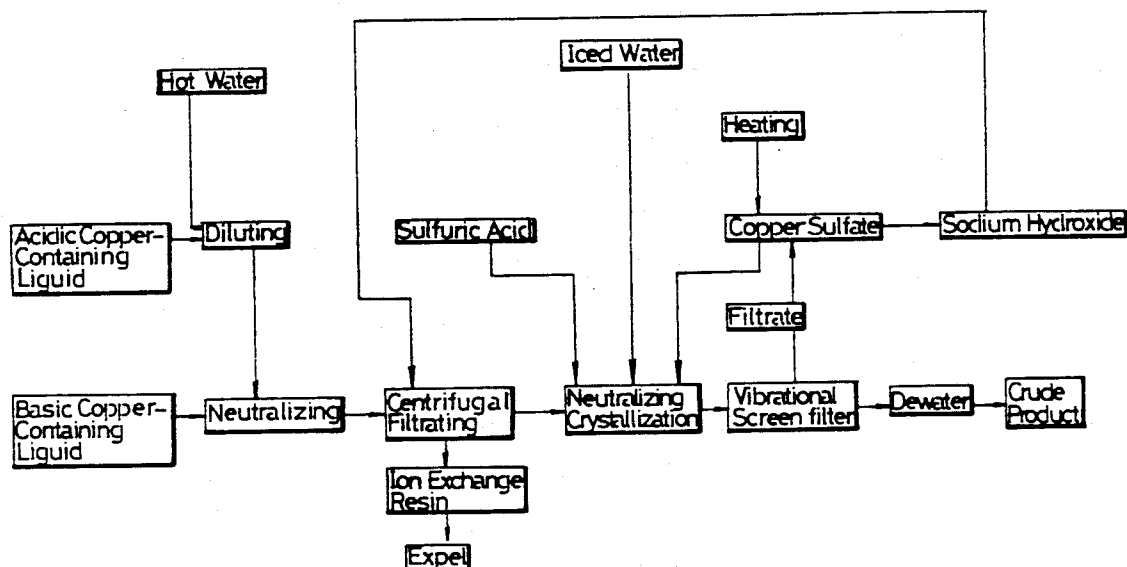 Iced Water
Hot Water
Heating
Acidic Copper-
Containing
Liquid
Diluting
Sulfuric Acid
Copper Sulfate
Sodium Hydroxide
Filtrate
Basic Copper-
Containing
Liquid
Neutralizing
Centrifugal
Filtrating
Neutralizing
Crystallization
Vibrational
Screen filter
Dewater
Crude
Product
Ion Exchange
Resin
Expel